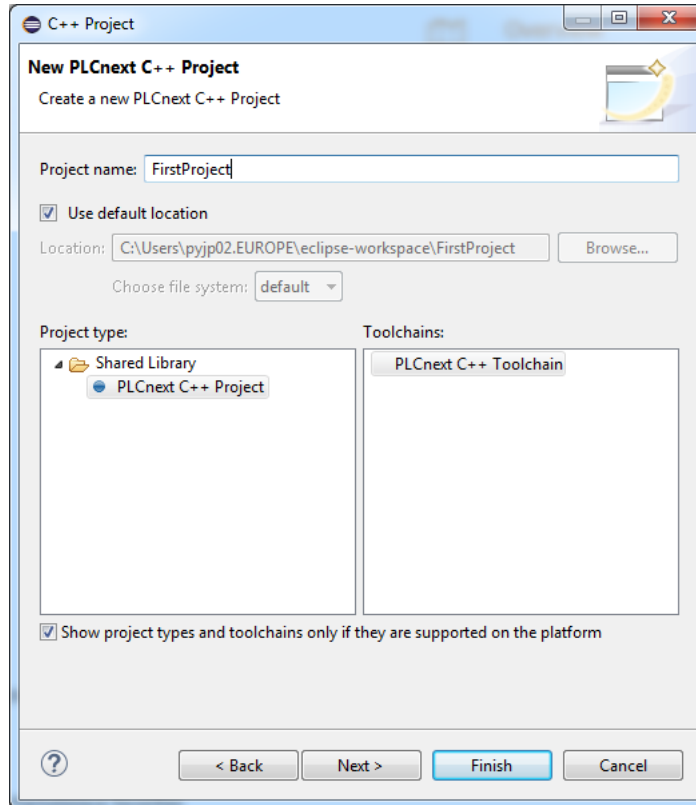 C++ Project
New PLCnext C++ Project
Create a new PLCnext C++ Project
Project name: FirstProject
Use default location
Location: C:\Users\pyjp02.EUROPE\eclipse-workspace\FirstProject Browse...
Choose file system: default
Project type: Toolchains:
Shared Library PLCnext C++ Toolchain
PLCnext C++ Project
Show project types and toolchains only if they are supported on the platform
? < Back Next > Finish Cancel